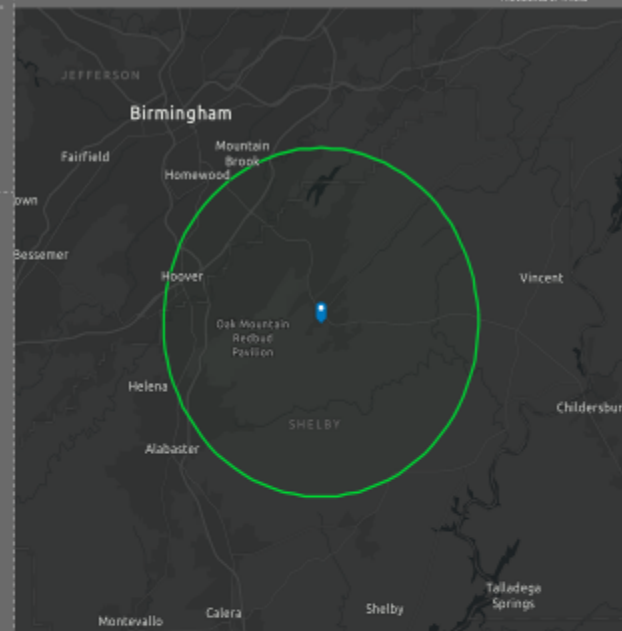 JEFFERSON
Birmingham
Mountain
Brook
Fairfield
Homewood
own
Bessemer
Hoover
Vincent
Oak Mountain
Redbud
Pavilion
Helena
Childersbur
SHELBY
Alabaster
Talladega
Springs
Shelby
Calera
Montevallo